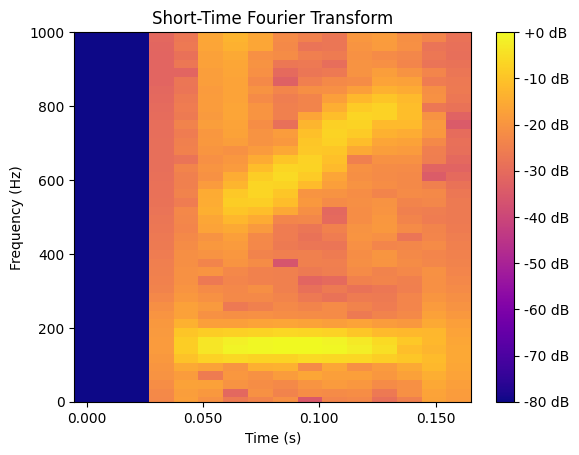 Short-Time Fourier Transform
1000
800
600
400
200
0
Frequency (Hz)
0.000
0.050
0.100
0.150
Time (s)
+0 dB
-10 dB
-20 dB
-30 dB
-40 dB
-50 dB
-60 dB
-70 dB
-80 dB